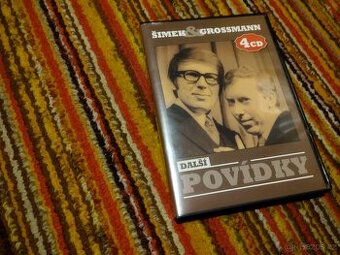 ŠIMEK & GROSSMANN
4CD
DALŠÍ
POVÍDKY